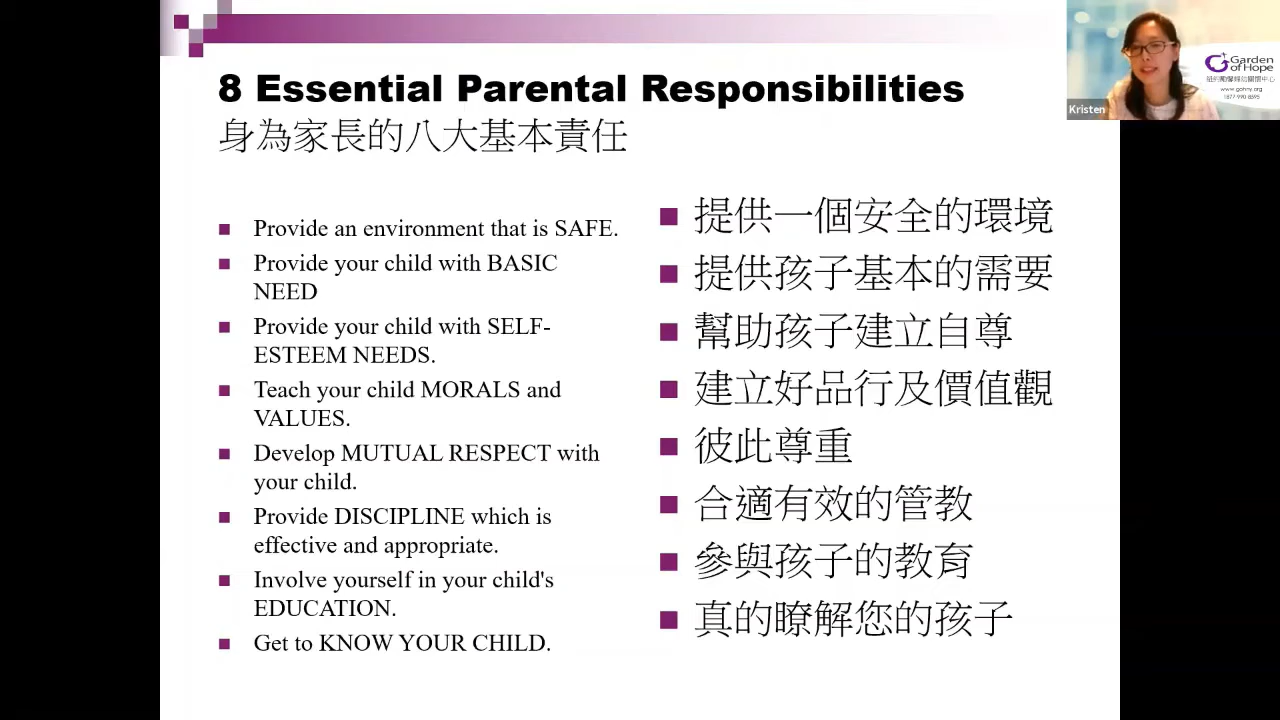 8 Essential Parental Responsibilities
身為家長的八大基本責任
Provide an environment that is SAFE.
Provide your child with BASIC
NEED
Provide your child with SELF-
ESTEEM NEEDS.
Teach your child MORALS and
VALUES.
Develop MUTUAL RESPECT with
your child.
Provide DISCIPLINE which is
effective and appropriate.
Involve yourself in your child's
EDUCATION.
Get to KNOW YOUR CHILD.
提供一個安全的環境
提供孩子基本的需要
幫助孩子建立自尊
建立好品行及價值觀
彼此尊重
合適有效的管教
參與孩子的教育
真的瞭解您的孩子
Kristen
Garden
of Hope
www.gohny.org
1877 990 8595